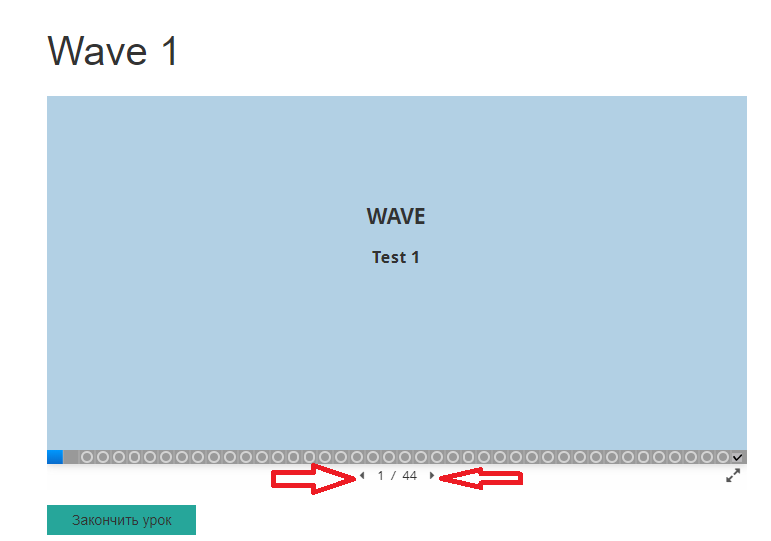 Wave 1
WAVE
Test 1
1 / 44
Закончить урок